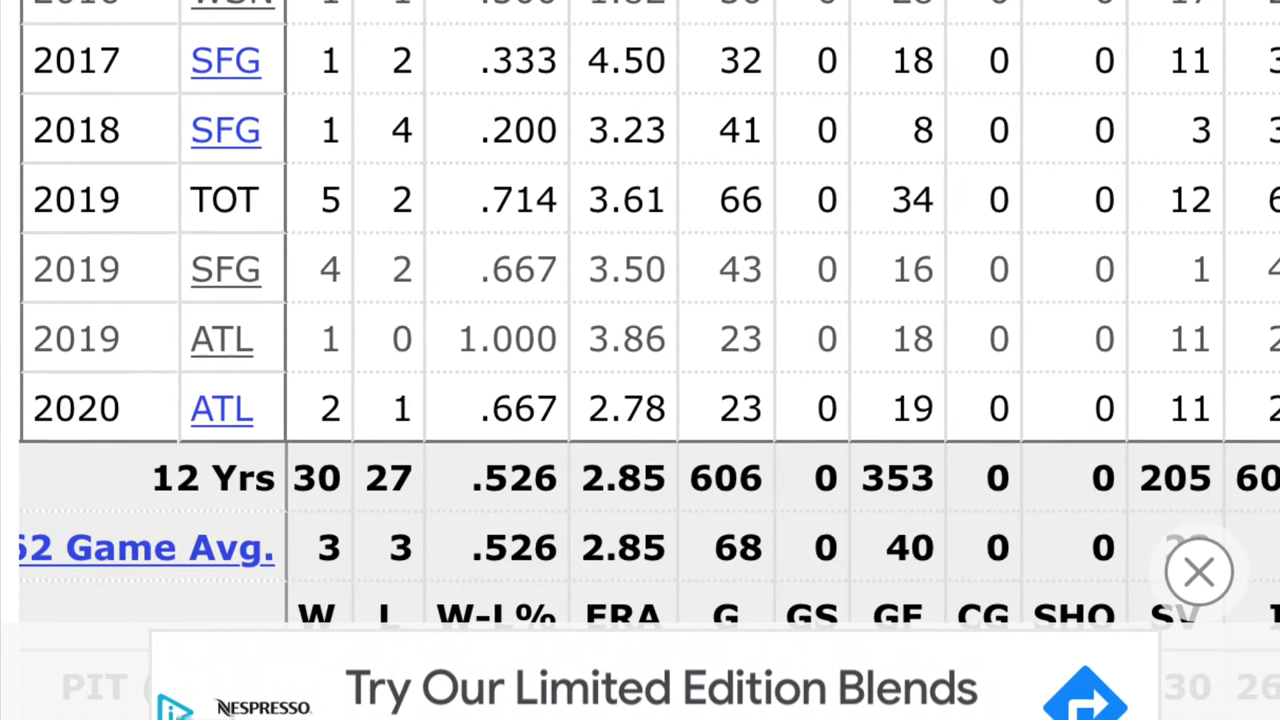 2017 SFG 1 2 .333 4.50 32 0 18 0 0 11
2018 SFG 1 4 .200 3.23 41 0 8 0 0 3
2019 TOT 5 2 .714 3.61 66 0 34 0 0 12
2019 SFG 4 2 .667 3.50 43 0 16 0 0 1
2019 ATL 1 0 1.000 3.86 23 0 18 0 0 11
2020 ATL 2 1 .667 2.78 23 0 19 0 0 11
12 Yrs 30 27 .526 2.85 606 0 353 0 0 205 60
62 Game Avg. 3 3 .526 2.85 68 0 40 0 0
W L W-L% ERA G GS GF CG SHO SV
PIT ( 30 26
Try Our Limited Edition Blends
NESPRESSO.